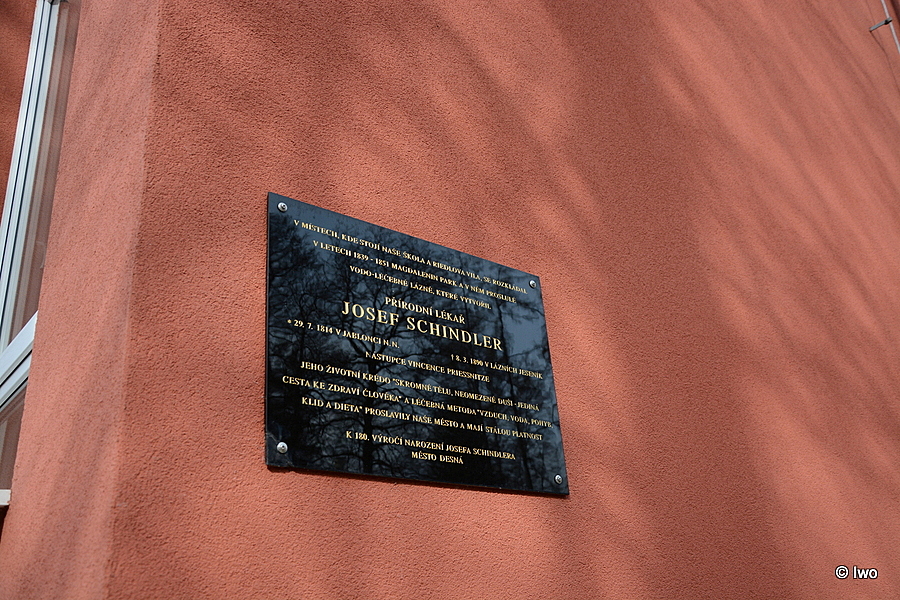 V MÍSTECH, KDE STOJÍ NAŠE ŠKOLA A RIEDLOVA VILA, SE ROZKLÁDAL
V LETECH 1839 - 1851 MAGDALENIN PARK A V NĚM PROSLULÉ
VODO-LÉČEBNÉ LÁZNĚ, KTERÉ VYTVOŘIL
PŘÍRODNÍ LÉKAŘ
JOSEF SCHINDLER
* 29. 7. 1814 V JABLONCI N. N. † 8. 3. 1890 V LÁZNÍCH JESENÍK
NÁSTUPCE VINCENCE PRIESSNITZE
JEHO ŽIVOTNÍ KRÉDO "SKROMNÉ TĚLU, NEOMEZENÉ DUŠI - JEDINÁ
CESTA KE ZDRAVÍ ČLOVĚKA" A LÉČEBNÁ METODA "VZDUCH, VODA, POHYB,
KLID A DIETA" PROSLAVILY NAŠE MĚSTO A MAJÍ STÁLOU PLATNOST
K 180. VÝROČÍ NAROZENÍ JOSEFA SCHINDLERA
MĚSTO DESNÁ
© Iwo